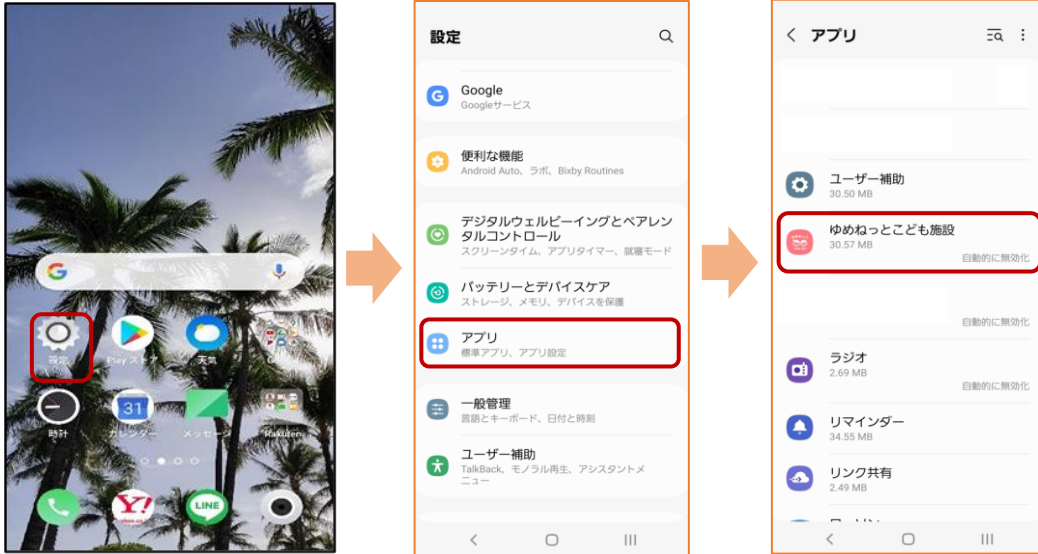 設定
Play ストア
天気
時計
31
カレンダー
メッセージ
Rakuten
Y!
LINE
設定
G
Google
Googleサービス
便利な機能
Android Auto、ラボ、Bixby Routines
デジタルウェルビーイングとペアレン
タルコントロール
スクリーンタイム、アプリタイマー、就寝モード
バッテリーとデバイスケア
ストレージ、メモリ、デバイスを保護
アプリ
標準アプリ、アプリ設定
一般管理
言語とキーボード、日付と時刻
ユーザー補助
TalkBack、モノラル再生、アシスタントメ
ニュー
アプリ
ユーザー補助
30.50 MB
ゆめねっとこども施設
30.57 MB
自動的に無効化
自動的に無効化
ラジオ
2.69 MB
自動的に無効化
リマインダー
34.55 MB
リンク共有
2.49 MB